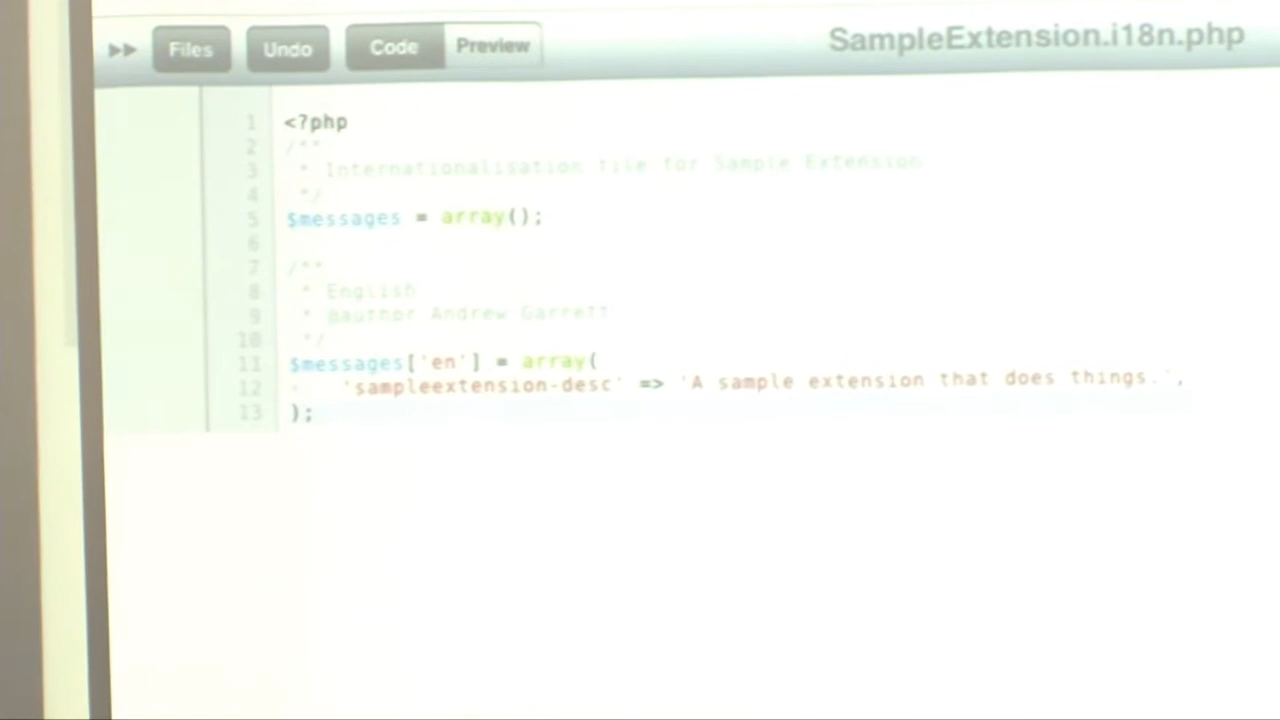 Files Undo Code Preview SampleExtension.i18n.php
1 <?php
2 /**
3 * Internationalisation file for Sample Extension
4 */
5 $messages = array();
6
7 /**
8 * English
9 * @author Andrew Garrett
10 */
11 $messages['en'] = array(
12 'sampleextension-desc' => 'A sample extension that does things.',
13 );